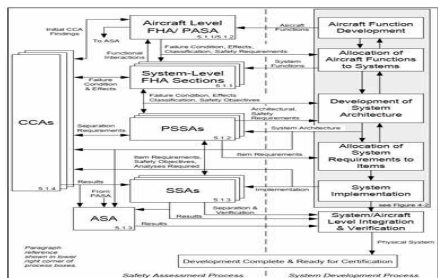 Aircraft Level
FHA/ PASA
5.1.1/5.1.2
Initial CCA
Findings
To ASA
Functional
Interactions
Aircraft
Functions
Aircraft Function
Development
Failure Condition, Effects,
Classification, Safety Requirements
System
Functions
Allocation of
Aircraft Functions
to Systems
System-Level
FHA Sections
5.1.1
Failure
Condition
& Effects
Failure Condition, Effects
Classification, Safety Objectives
Architectural,
Safety
Requirements
Development of
System
Architecture
CCAs
5.1.4
Separation
Requirements
PSSAs
5.1.2
System Architecture
Item Requirements,
Safety Objectives,
Analyses Required
Item Requirements
Allocation of
System
Requirements to
Items
Results
SSAs
5.1.3
Implementation
System
Implementation
From
PASA
Separation &
Verification
see Figure 4-2
ASA
5.1.3
Results
Results
System/Aircraft
Level Integration
& Verification
Physical System
Paragraph
reference
shown in lower
right corner of
process boxes.
Development Complete & Ready for Certification
Safety Assessment Process
System Development Process